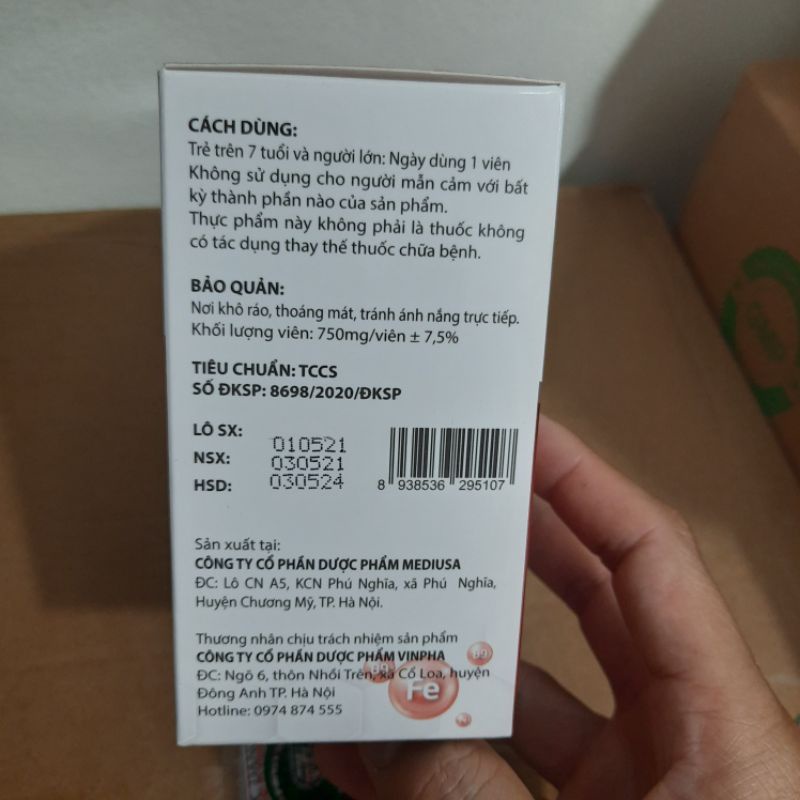 CÁCH DÙNG:
Trẻ trên 7 tuổi và người lớn: Ngày dùng 1 viên
Không sử dụng cho người mẫn cảm với bất
kỳ thành phần nào của sản phẩm.
Thực phẩm này không phải là thuốc không
có tác dụng thay thế thuốc chữa bệnh.
BẢO QUẢN:
Nơi khô ráo, thoáng mát, tránh ánh nắng trực tiếp.
Khối lượng viên: 750mg/viên ± 7,5%
TIÊU CHUẨN: TCCS
SỐ ĐKSP: 8698/2020/ĐKSP
LÔ SX: 010521
NSX: 030521
HSD: 030524
8 938536 295107
Sản xuất tại:
CÔNG TY CỔ PHẦN DƯỢC PHẨM MEDIUSA
ĐC: Lô CN A5, KCN Phú Nghĩa, xã Phú Nghĩa,
Huyện Chương Mỹ, TP. Hà Nội.
Thương nhân chịu trách nhiệm sản phẩm
CÔNG TY CỔ PHẦN DƯỢC PHẨM VINPHA
ĐC: Ngõ 6, thôn Nhồi Trên, xã Cổ Loa, huyện
Đông Anh TP. Hà Nội
Hotline: 0974 874 555
B9
B9
Fe